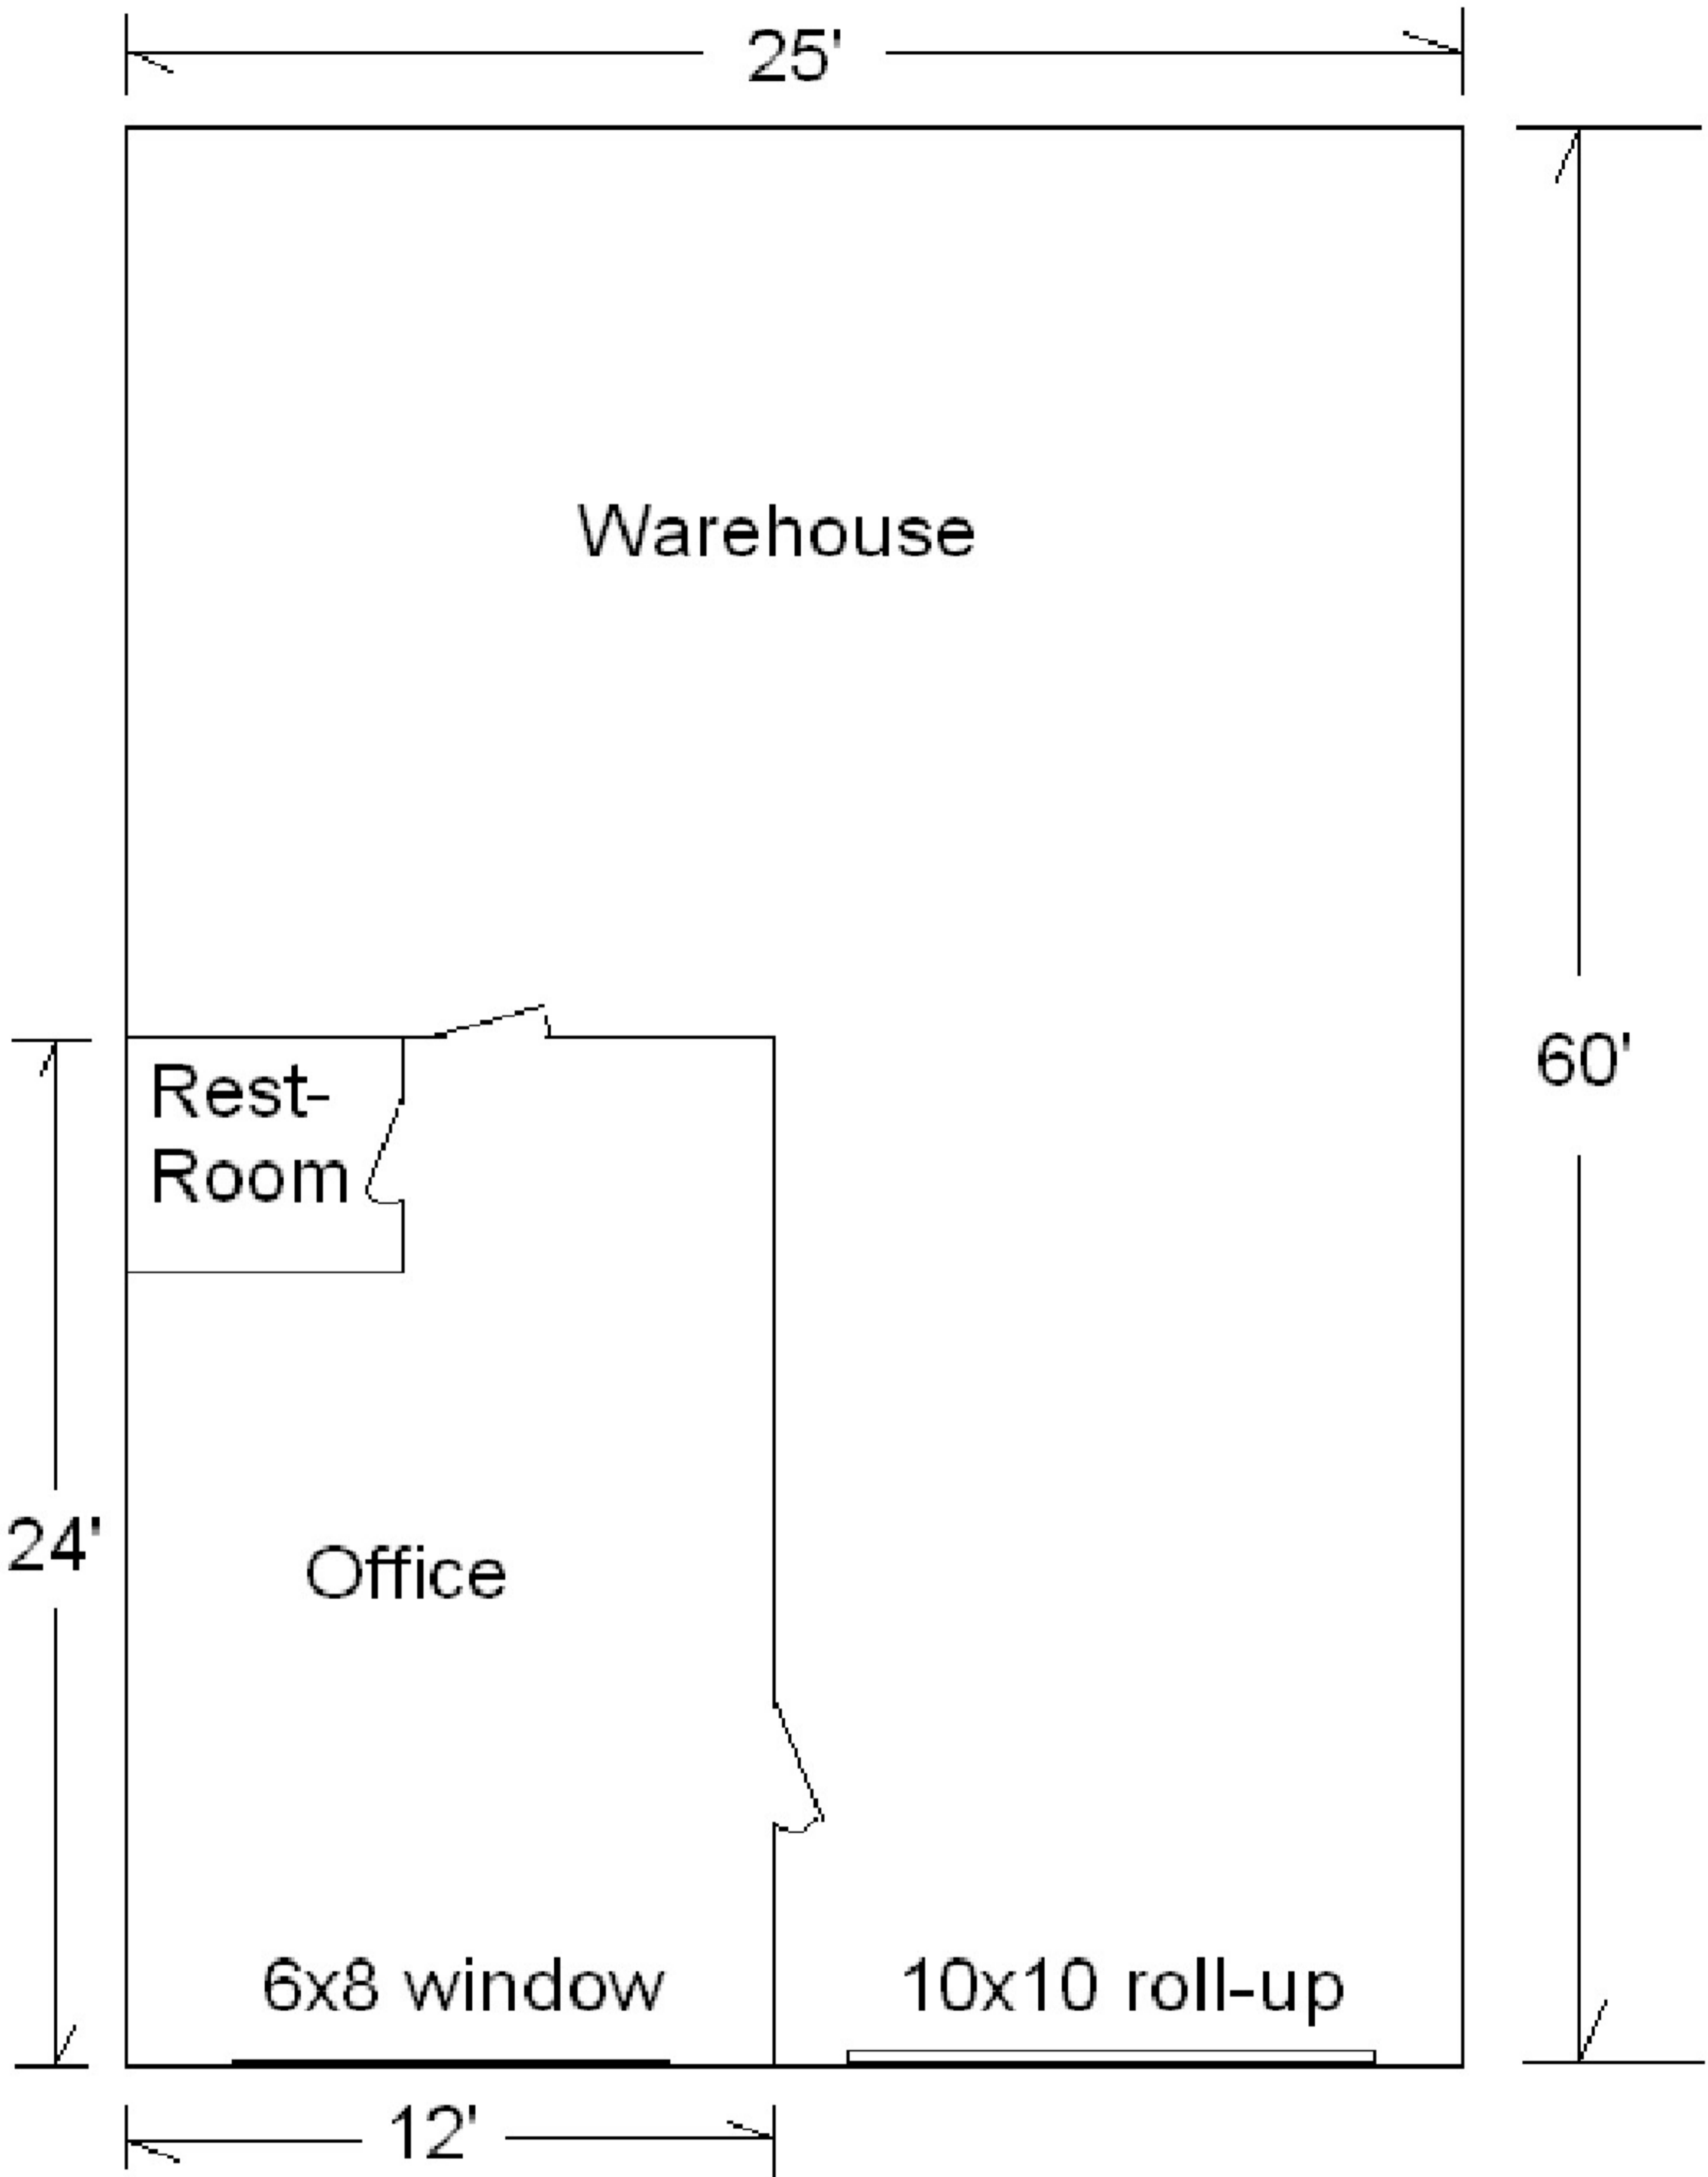 25'
Warehouse
60'
Rest-
Room
24'
Office
6x8 window
10x10 roll-up
12'